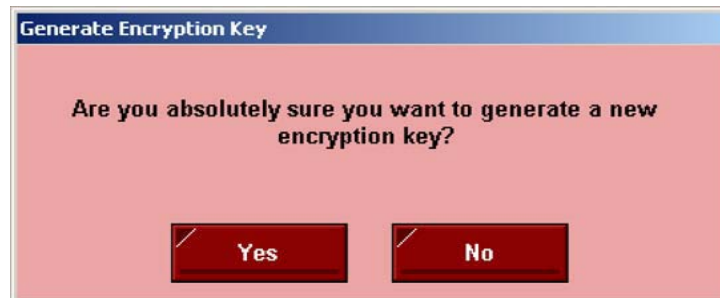 Generate Encryption Key
Are you absolutely sure you want to generate a new
encryption key?
Yes
No